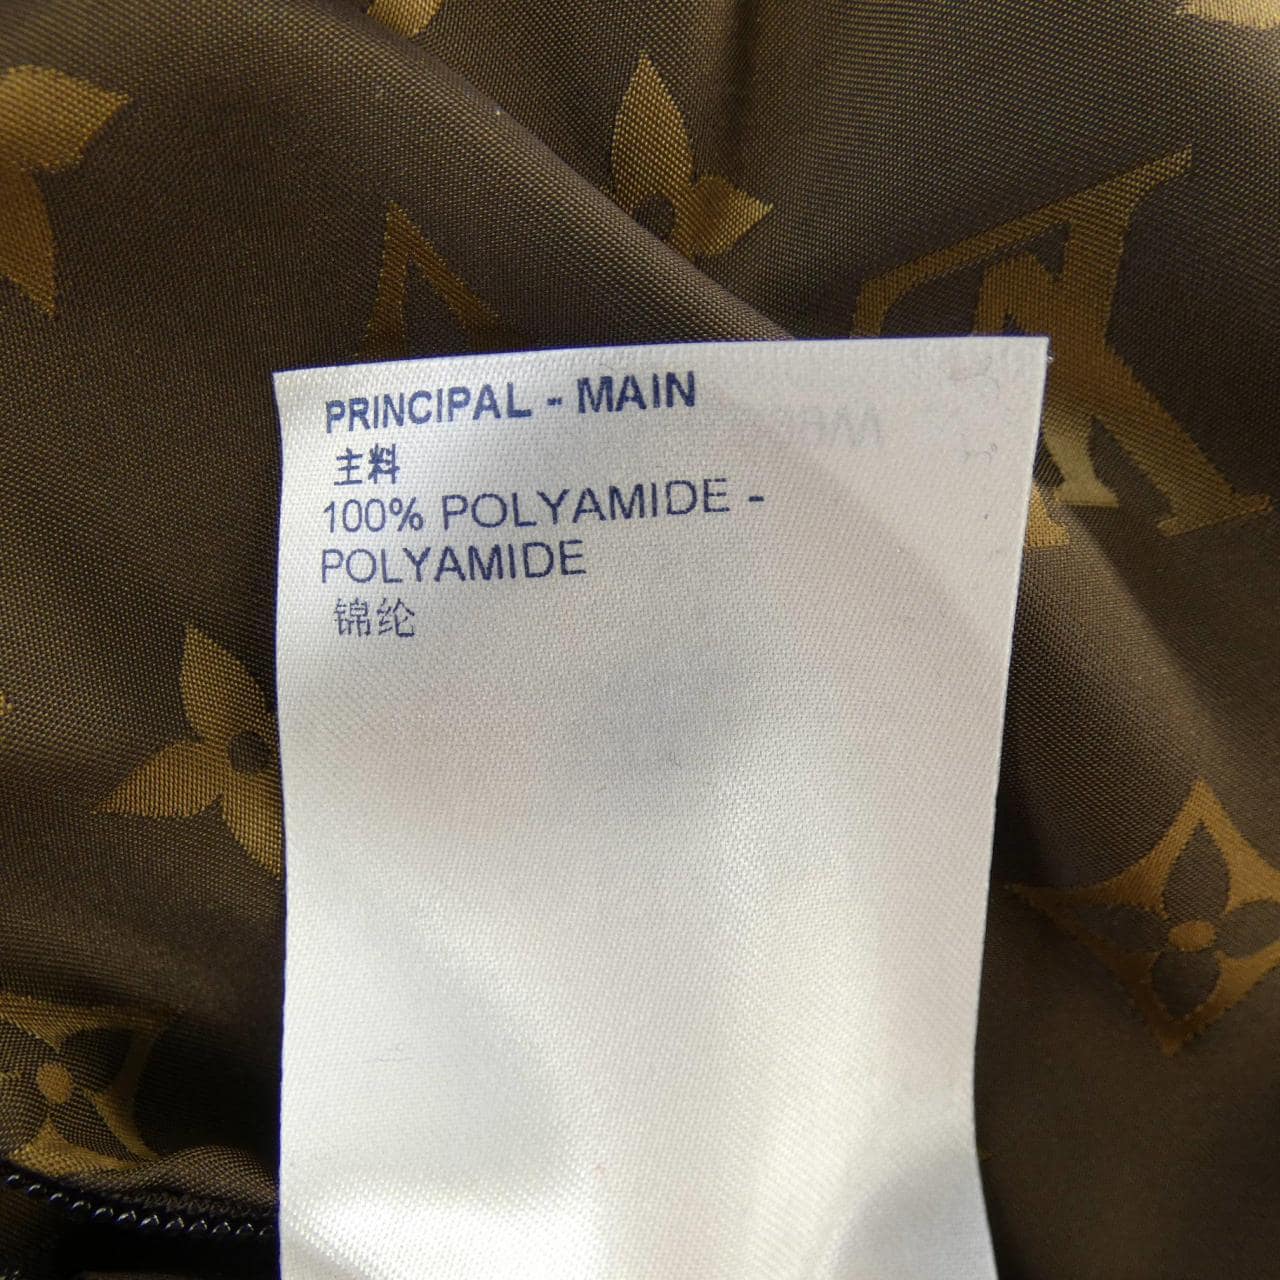 PRINCIPAL - MAIN
主料
100% POLYAMIDE -
POLYAMIDE
锦纶